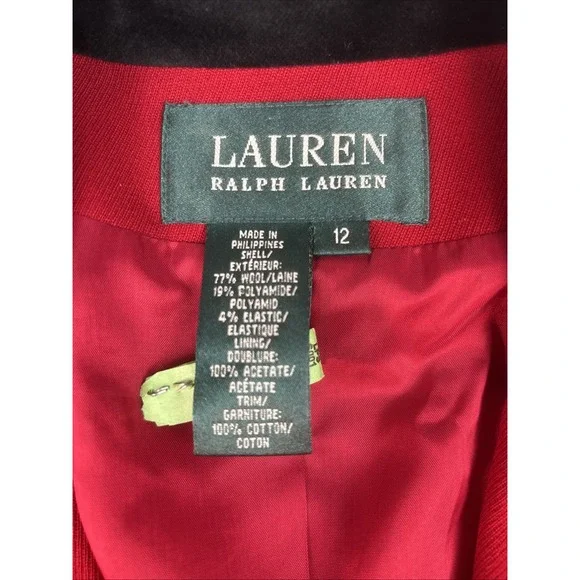 LAUREN
RALPH LAUREN
12
MADE IN
PHILIPPINES
SHELL/
EXTÉRIEUR:
77% WOOL/LAINE
19% POLYAMIDE/
POLYAMID
4% ELASTIC/
ELASTIQUE
LINING/
DOUBLURE:
100% ACETATE/
ACÉTATE
TRIM/
GARNITURE:
100% COTTON/
COTON